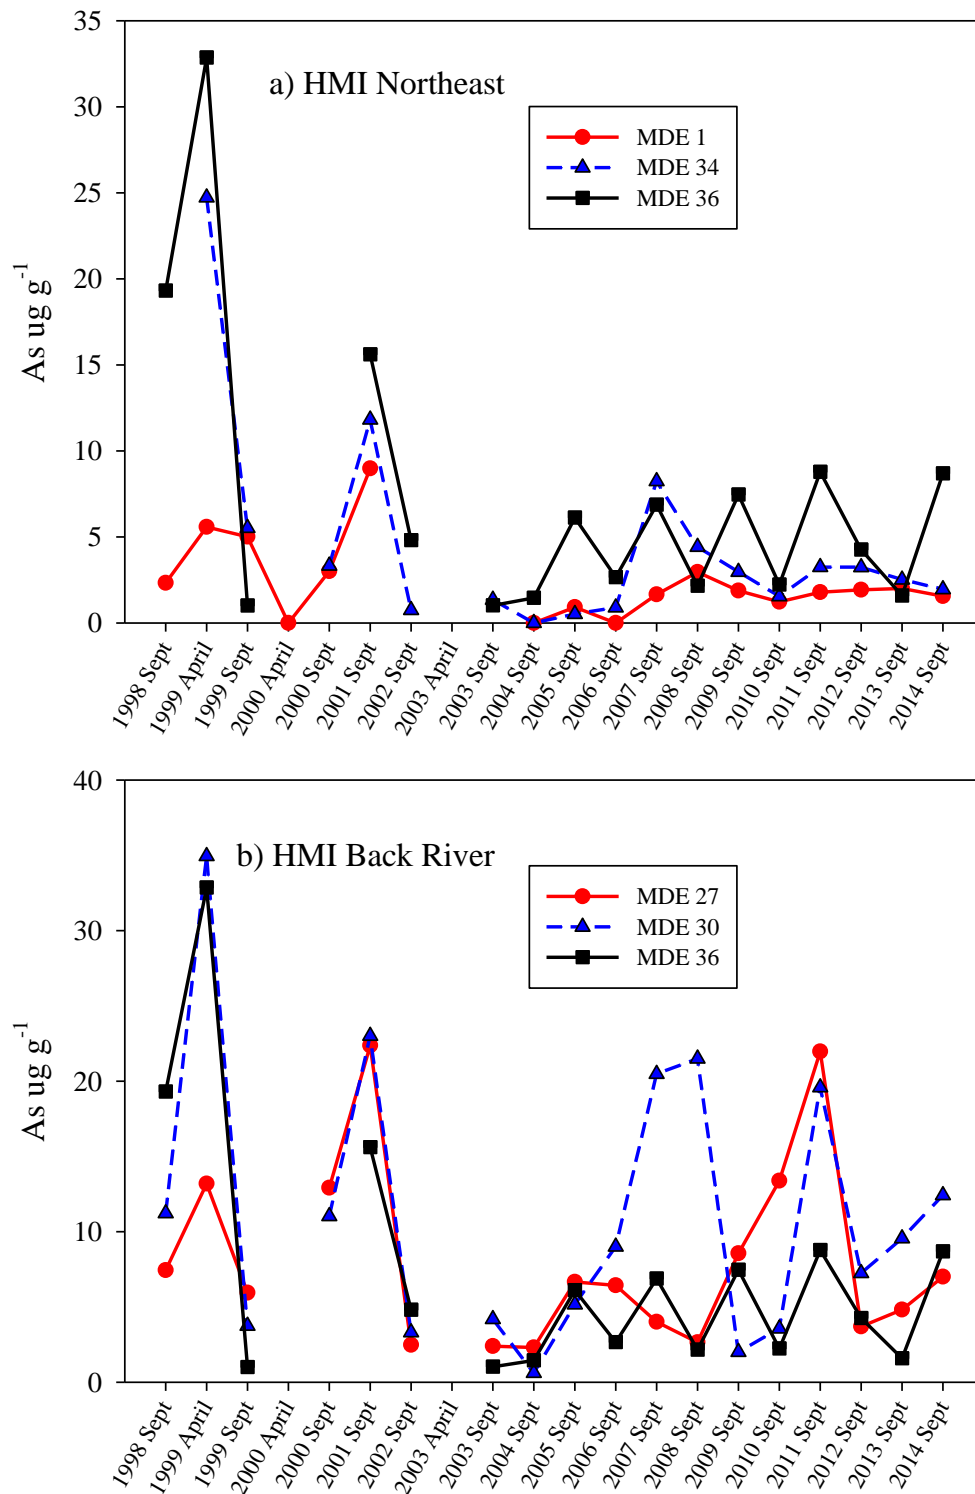 35
30
25
20
15
10
5
0
As ug g-1
a) HMI Northeast
MDE 1
MDE 34
MDE 36
1998 Sept
1999 April
1999 Sept
2000 April
2000 Sept
2001 Sept
2002 Sept
2003 April
2003 Sept
2004 Sept
2005 Sept
2006 Sept
2007 Sept
2008 Sept
2009 Sept
2010 Sept
2011 Sept
2012 Sept
2013 Sept
2014 Sept
40
30
20
10
0
As ug g-1
b) HMI Back River
MDE 27
MDE 30
MDE 36
1998 Sept
1999 April
1999 Sept
2000 April
2000 Sept
2001 Sept
2002 Sept
2003 April
2003 Sept
2004 Sept
2005 Sept
2006 Sept
2007 Sept
2008 Sept
2009 Sept
2010 Sept
2011 Sept
2012 Sept
2013 Sept
2014 Sept